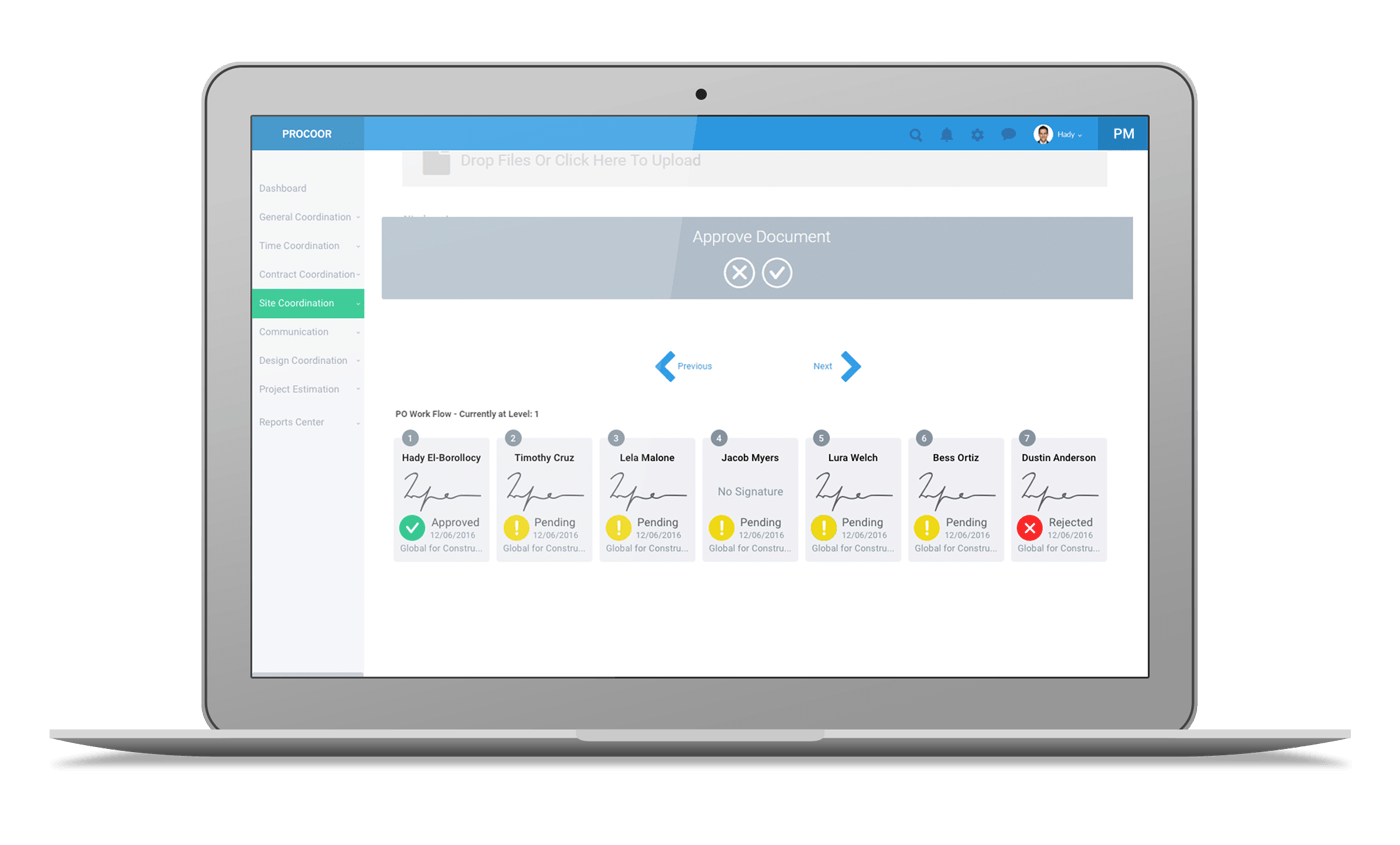 PROCOOR
Hady
PM
Drop Files Or Click Here To Upload
Dashboard
General Coordination
Time Coordination
Contract Coordination
Site Coordination
Communication
Design Coordination
Project Estimation
Reports Center
Approve Document
Previous
Next
PO Work Flow - Currently at Level: 1
1 2 3 4 5 6 7
Hady El-Borollocy Timothy Cruz Lela Malone Jacob Myers Lura Welch Bess Ortiz Dustin Anderson
No Signature
Approved Pending Pending Pending Pending Pending Rejected
12/06/2016 12/06/2016 12/06/2016 12/06/2016 12/06/2016 12/06/2016 12/06/2016
Global for Constru... Global for Constru... Global for Constru... Global for Constru... Global for Constru... Global for Constru... Global for Constru...